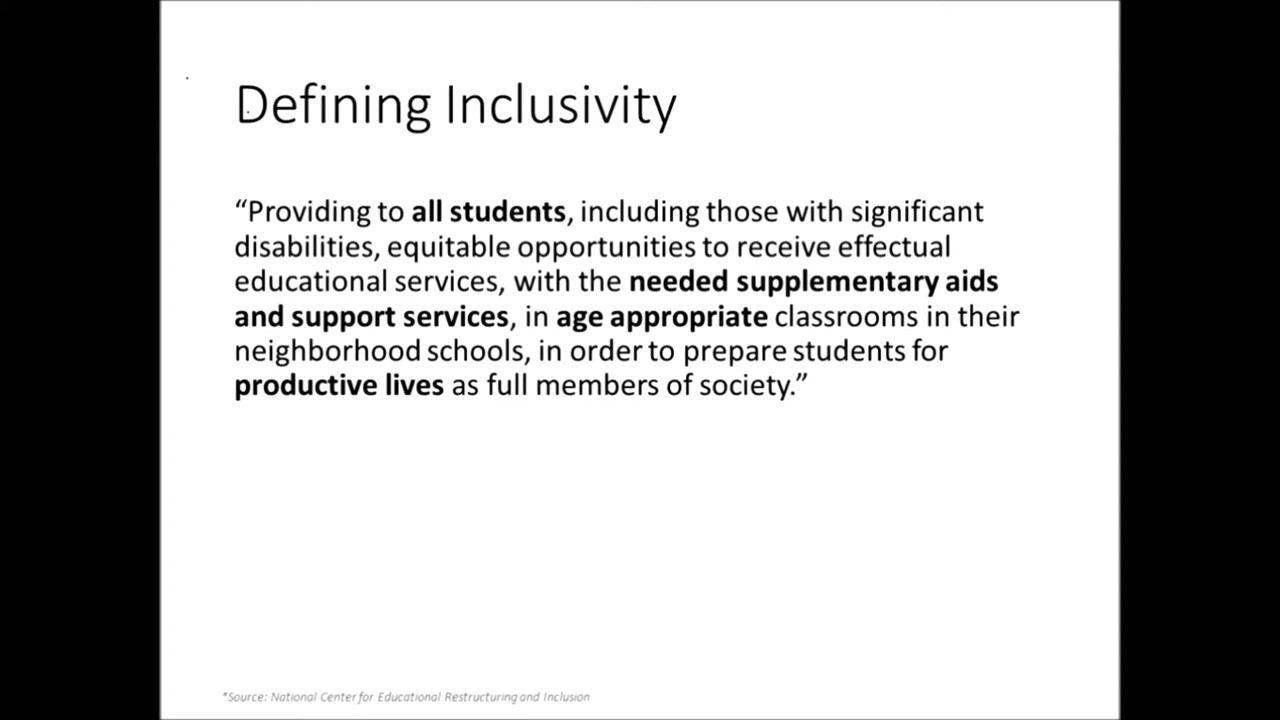 Defining Inclusivity
“Providing to all students, including those with significant
disabilities, equitable opportunities to receive effectual
educational services, with the needed supplementary aids
and support services, in age appropriate classrooms in their
neighborhood schools, in order to prepare students for
productive lives as full members of society.”
*Source: National Center for Educational Restructuring and Inclusion